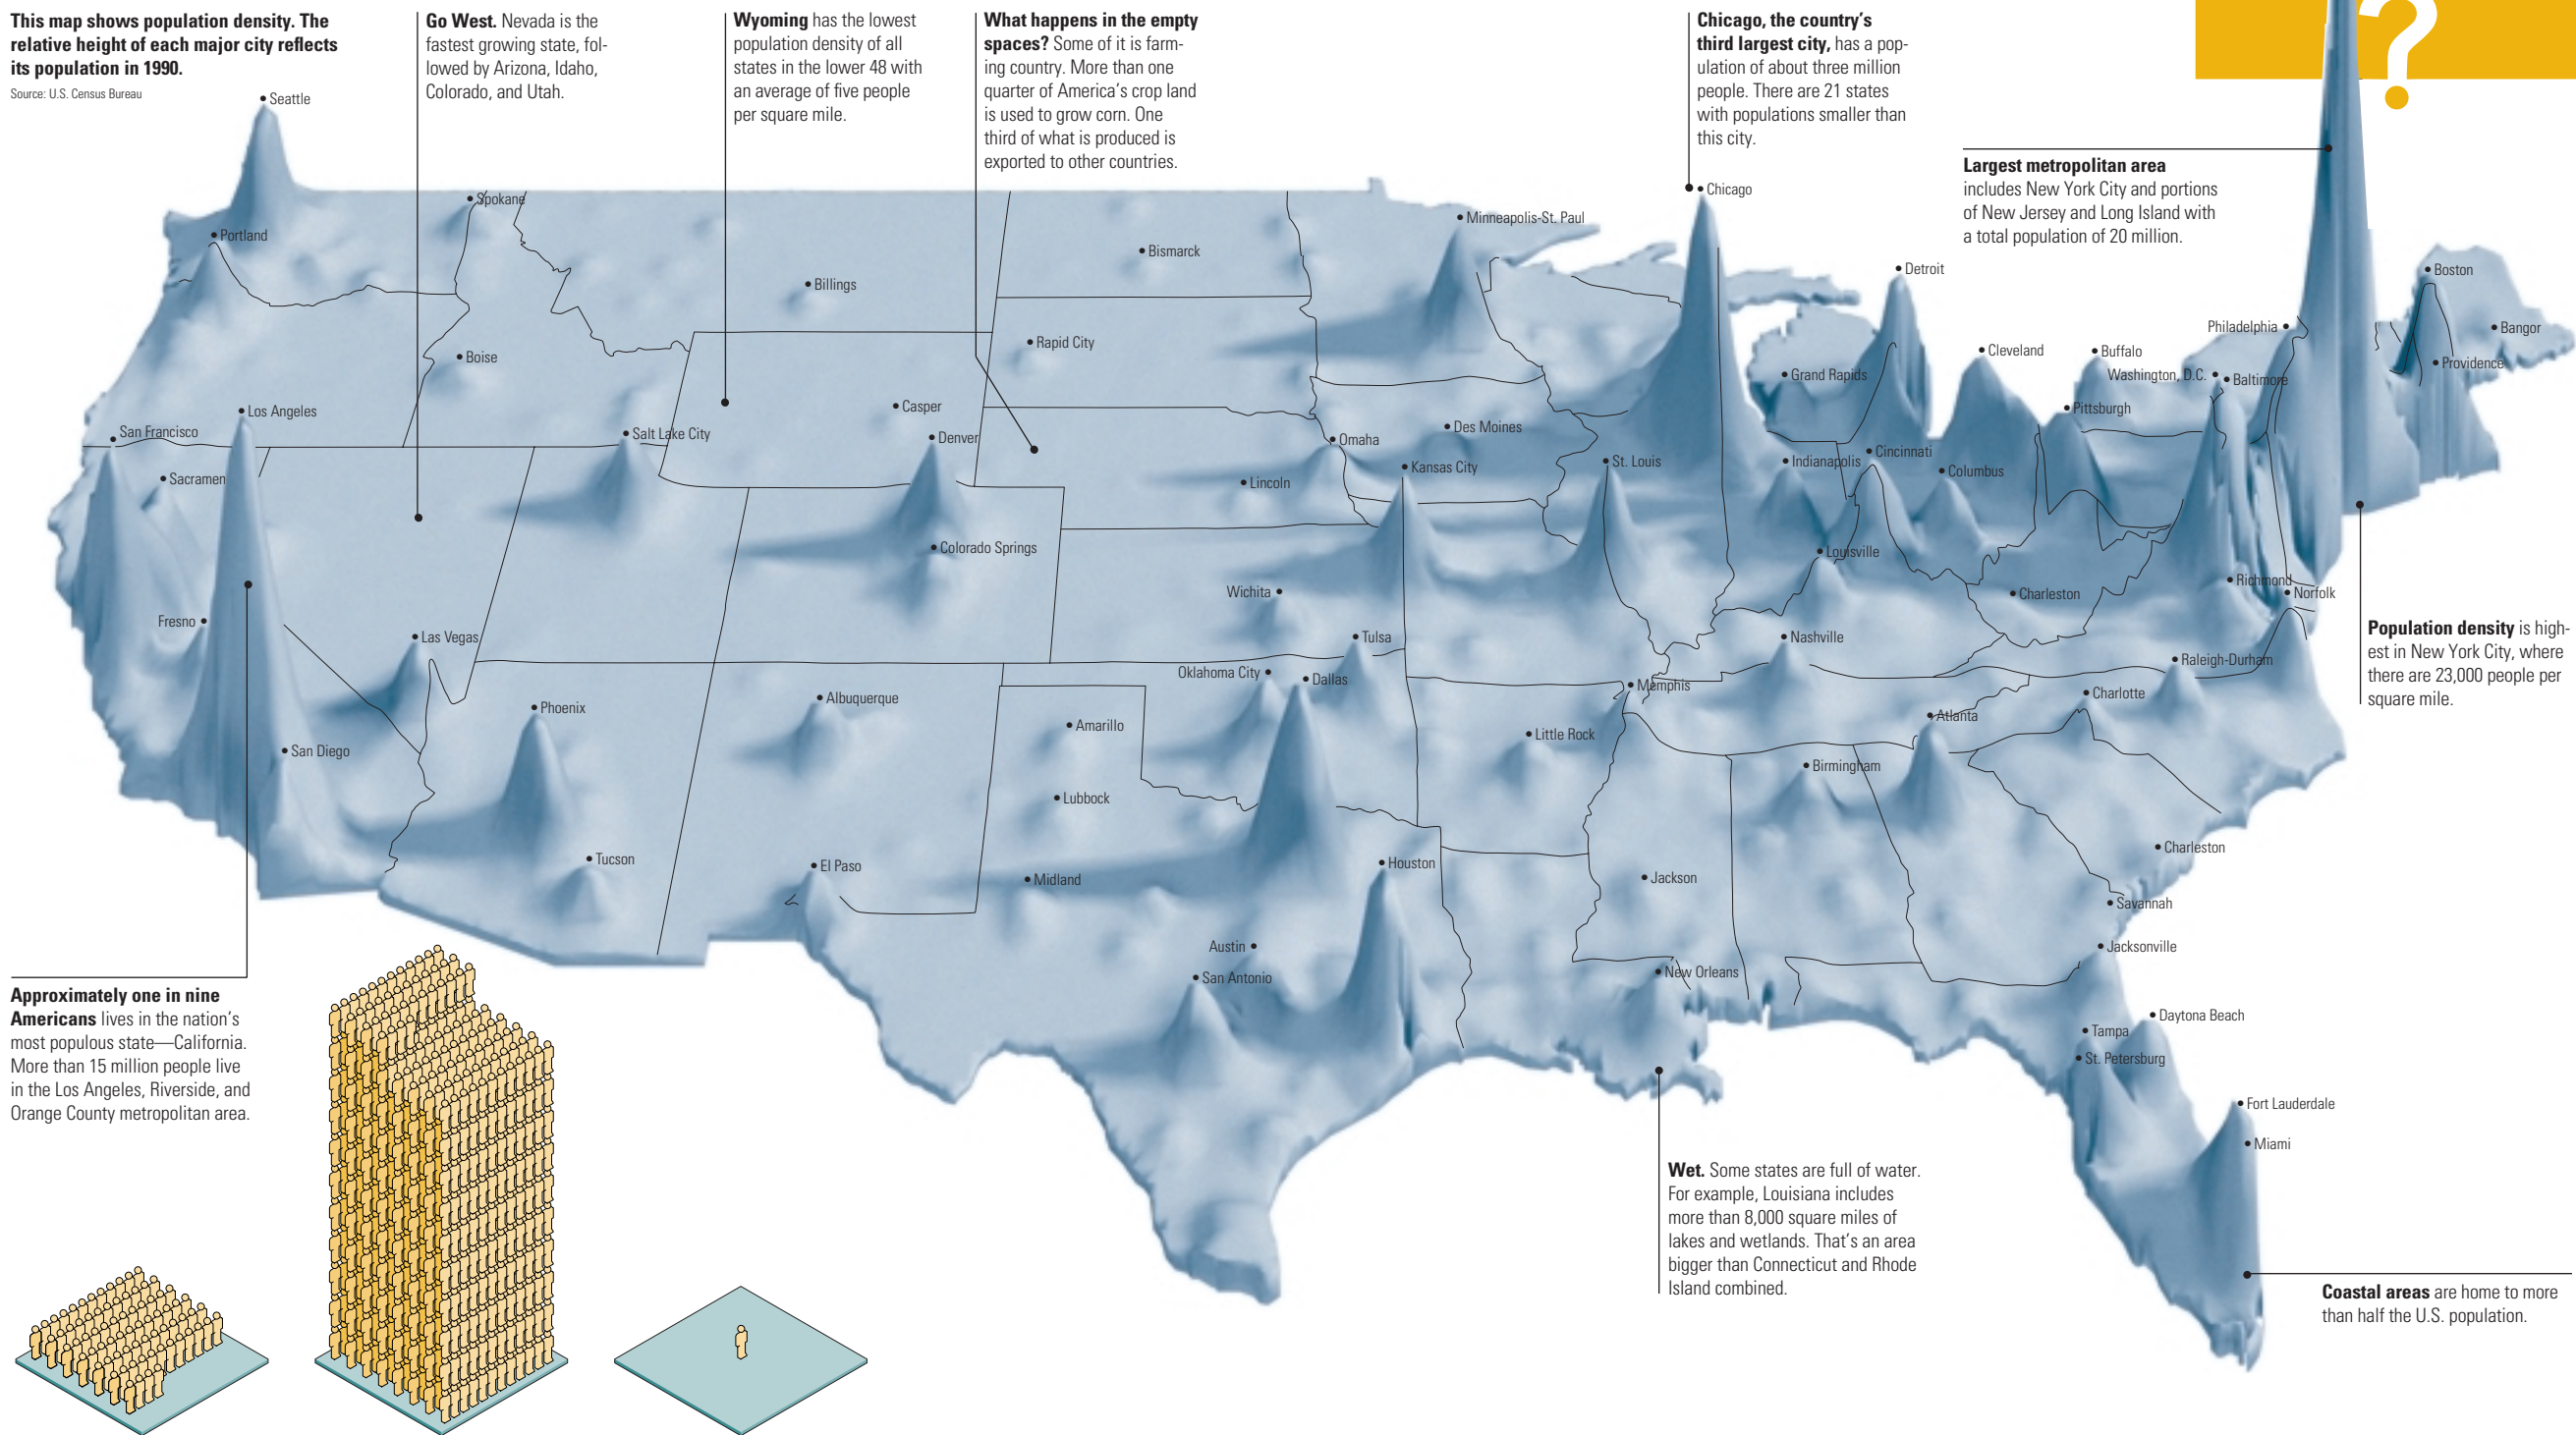 This map shows population density. The
relative height of each major city reflects
its population in 1990.
Source: U.S. Census Bureau
Go West. Nevada is the
fastest growing state, fol-
lowed by Arizona, Idaho,
Colorado, and Utah.
Wyoming has the lowest
population density of all
states in the lower 48 with
an average of five people
per square mile.
What happens in the empty
spaces? Some of it is farm-
ing country. More than one
quarter of America's crop land
is used to grow corn. One
third of what is produced is
exported to other countries.
Chicago, the country's
third largest city, has a pop-
ulation of about three million
people. There are 21 states
with populations smaller than
this city.
?
Largest metropolitan area
includes New York City and portions
of New Jersey and Long Island with
a total population of 20 million.
Seattle
Spokane
Portland
Billings
Boise
Bismarck
Rapid City
Minneapolis-St. Paul
Chicago
Detroit
Grand Rapids
Cleveland
Buffalo
Philadelphia
Washington, D.C.
Baltimore
Pittsburgh
Boston
Bangor
Providence
San Francisco
Los Angeles
Sacramen
Salt Lake City
Casper
Denver
Colorado Springs
Omaha
Lincoln
Des Moines
Kansas City
St. Louis
Indianapolis
Cincinnati
Columbus
Louisville
Charleston
Richmond
Norfolk
Fresno
Las Vegas
San Diego
Phoenix
Tucson
Albuquerque
El Paso
Wichita
Tulsa
Oklahoma City
Dallas
Amarillo
Lubbock
Midland
Houston
Austin
San Antonio
Little Rock
Memphis
Nashville
Raleigh-Durham
Charlotte
Atlanta
Birmingham
Jackson
New Orleans
Charleston
Savannah
Jacksonville
Daytona Beach
Tampa
St. Petersburg
Fort Lauderdale
Miami
Population density is high-
est in New York City, where
there are 23,000 people per
square mile.
Approximately one in nine
Americans lives in the nation's
most populous state—California.
More than 15 million people live
in the Los Angeles, Riverside, and
Orange County metropolitan area.
Wet. Some states are full of water.
For example, Louisiana includes
more than 8,000 square miles of
lakes and wetlands. That's an area
bigger than Connecticut and Rhode
Island combined.
Coastal areas are home to more
than half the U.S. population.